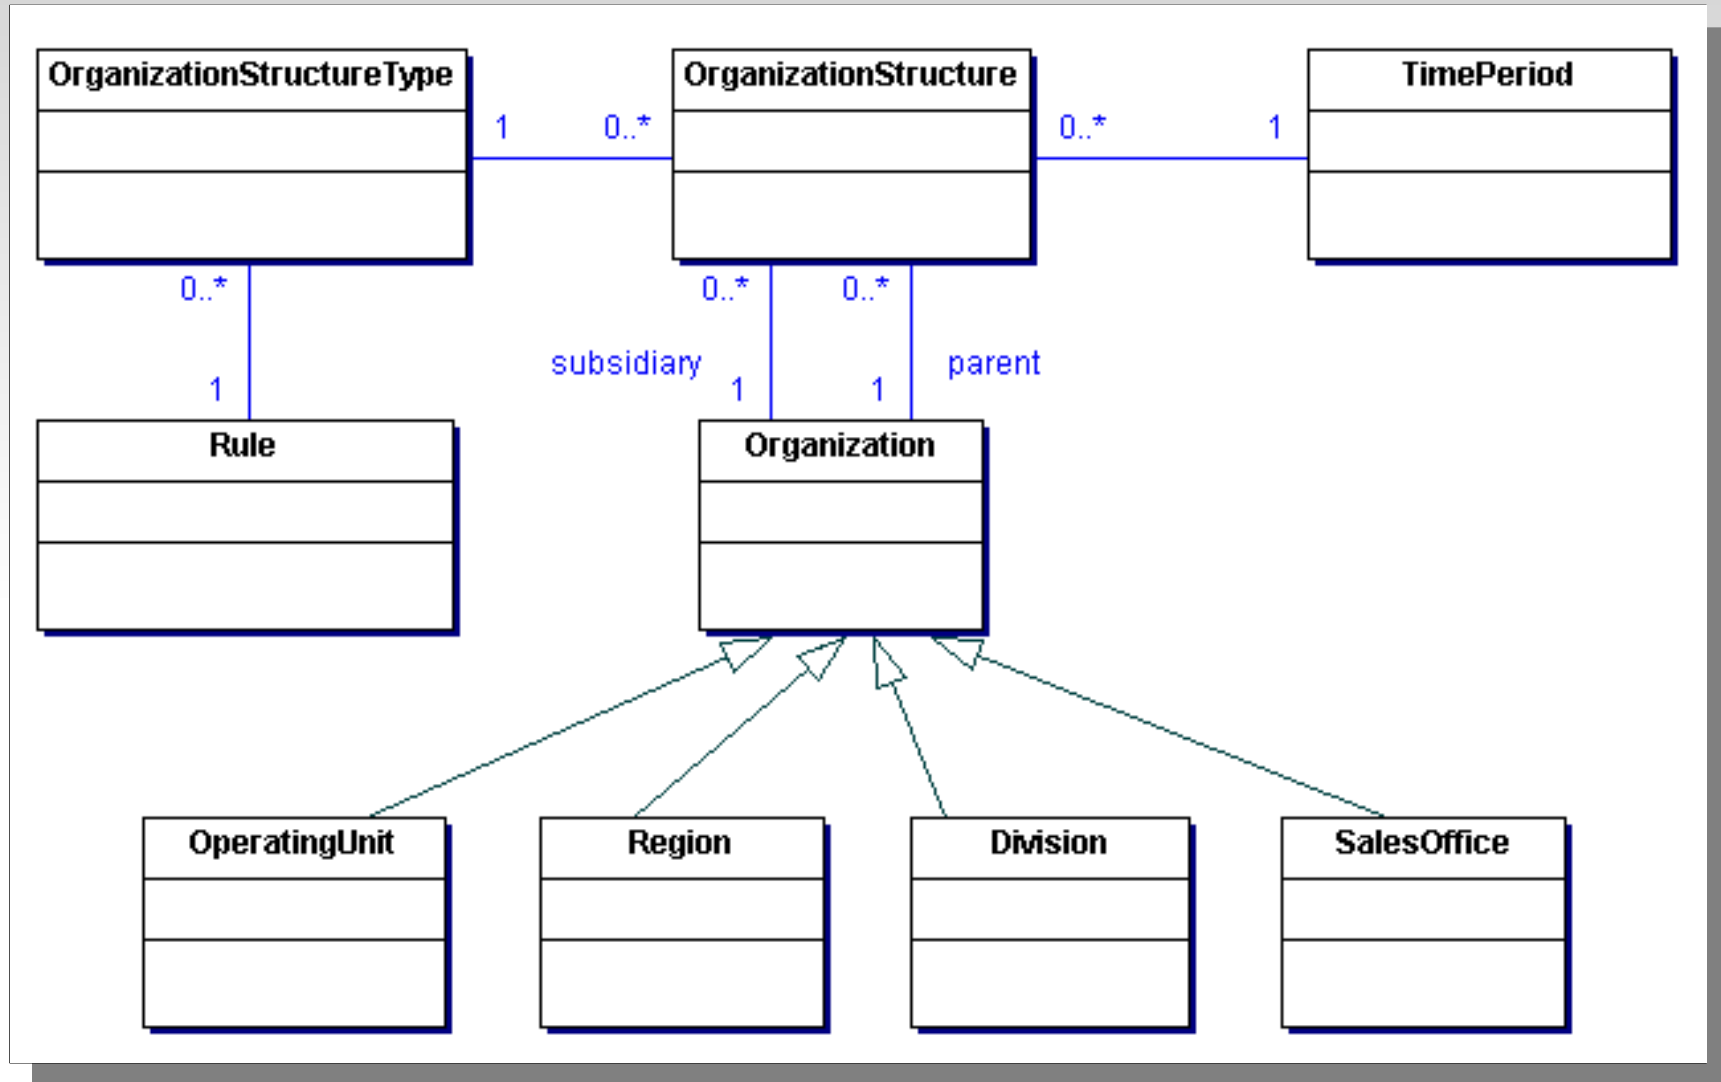 OrganizationStructureType
OrganizationStructure
TimePeriod
1
0..*
0..*
1
0..*
0..*
0..*
subsidiary
parent
1
1
1
Rule
Organization
OperatingUnit
Region
Division
SalesOffice